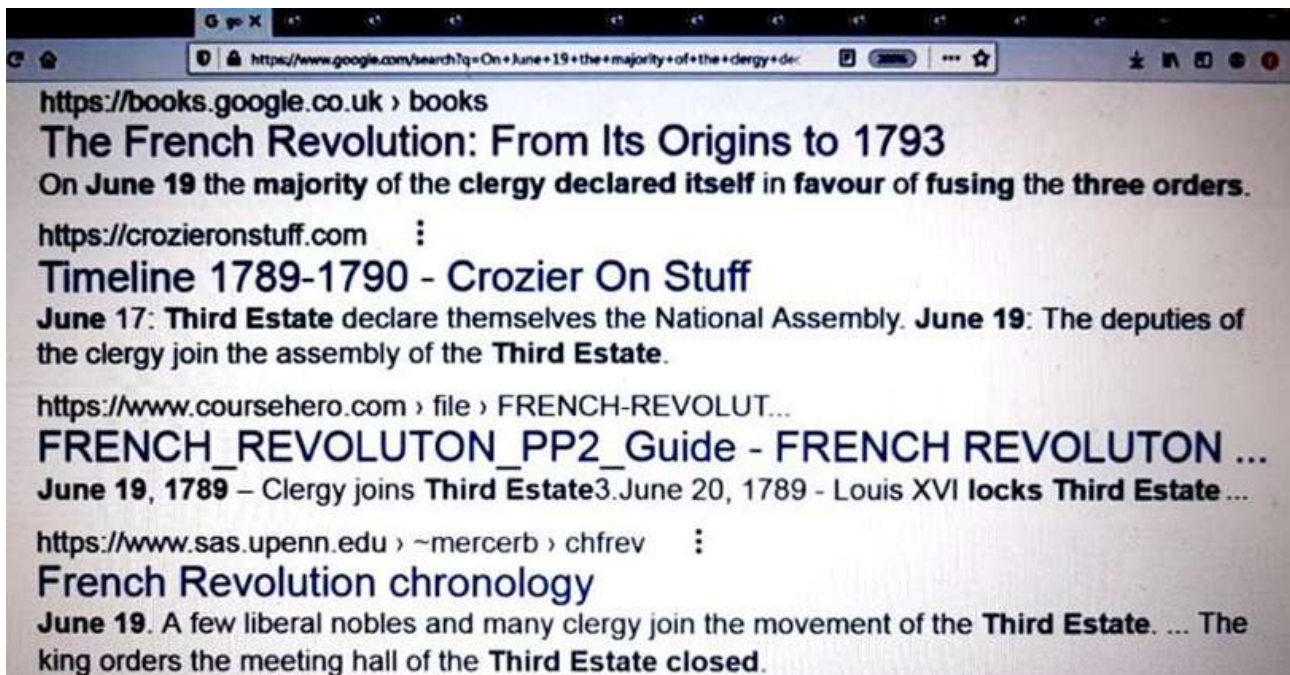 G go X
https://www.google.com/search?q=On+June+19+the+majority+of+the+clergy+dec
https://books.google.co.uk › books
The French Revolution: From Its Origins to 1793
On June 19 the majority of the clergy declared itself in favour of fusing the three orders.
https://crozieronstuff.com
Timeline 1789-1790 - Crozier On Stuff
June 17: Third Estate declare themselves the National Assembly. June 19: The deputies of
the clergy join the assembly of the Third Estate.
https://www.coursehero.com › file › FRENCH-REVOLUT...
FRENCH_REVOLUTON_PP2_Guide - FRENCH REVOLUTON ...
June 19, 1789 – Clergy joins Third Estate3.June 20, 1789 - Louis XVI locks Third Estate ...
https://www.sas.upenn.edu › ~mercerb › chfrev
French Revolution chronology
June 19. A few liberal nobles and many clergy join the movement of the Third Estate. ... The
king orders the meeting hall of the Third Estate closed.